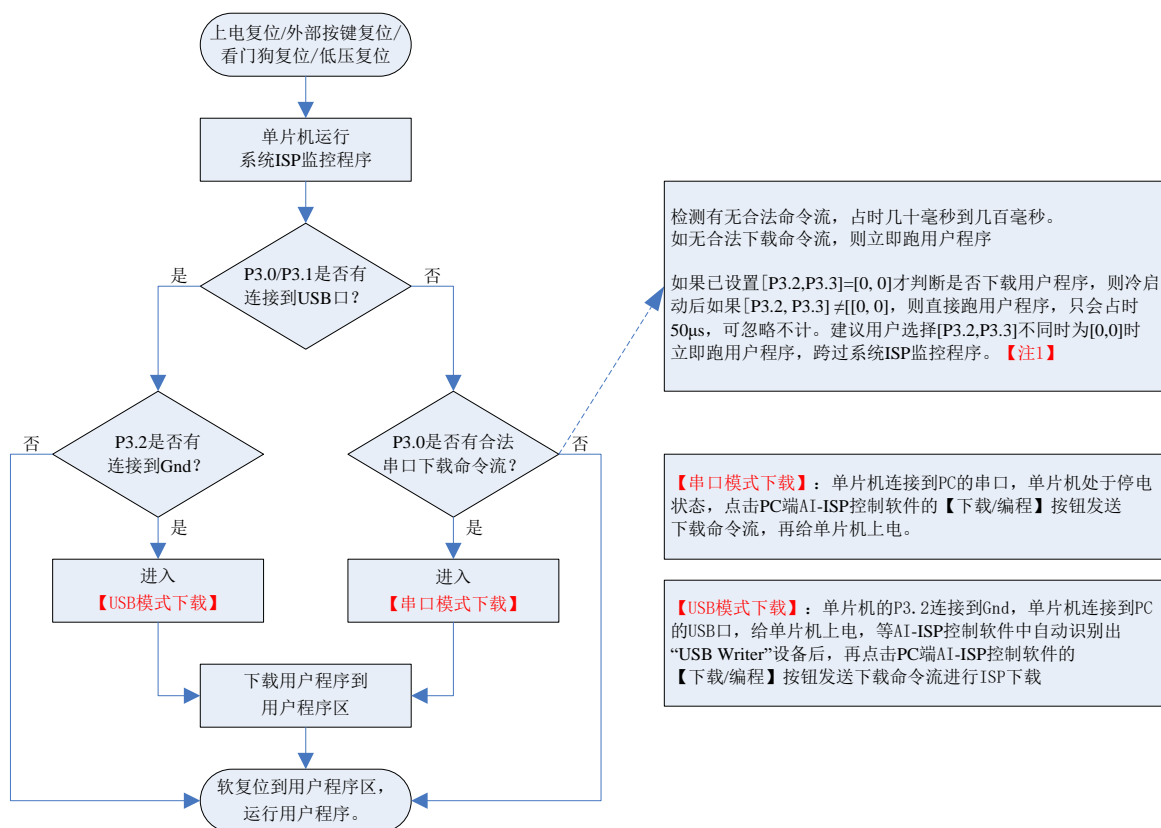 上电复位/外部按键复位/
看门狗复位/低压复位
单片机运行
系统ISP监控程序
P3.0/P3.1是否有
连接到USB口？
是
否
P3.2是否有
连接到Gnd？
否
是
P3.0是否有合法
串口下载命令流？
否
是
进入
【USB模式下载】
进入
【串口模式下载】
下载用户程序到
用户程序区
软复位到用户程序区，
运行用户程序。
检测有无合法命令流，占时几十毫秒到几百毫秒。
如无合法下载命令流，则立即跑用户程序
如果已设置[P3.2,P3.3]=[0, 0]才判断是否下载用户程序，则冷启
动后如果[P3.2, P3.3] ≠[[0, 0]，则直接跑用户程序，只会占时
50μs，可忽略不计。建议用户选择[P3.2,P3.3]不同时为[0,0]时
立即跑用户程序，跨过系统ISP监控程序。【注1】
【串口模式下载】：单片机连接到PC的串口，单片机处于停电
状态，点击PC端AI-ISP控制软件的【下载/编程】按钮发送
下载命令流，再给单片机上电。
【USB模式下载】：单片机的P3.2连接到Gnd，单片机连接到PC
的USB口，给单片机上电，等AI-ISP控制软件中自动识别出
“USB Writer”设备后，再点击PC端AI-ISP控制软件的
【下载/编程】按钮发送下载命令流进行ISP下载